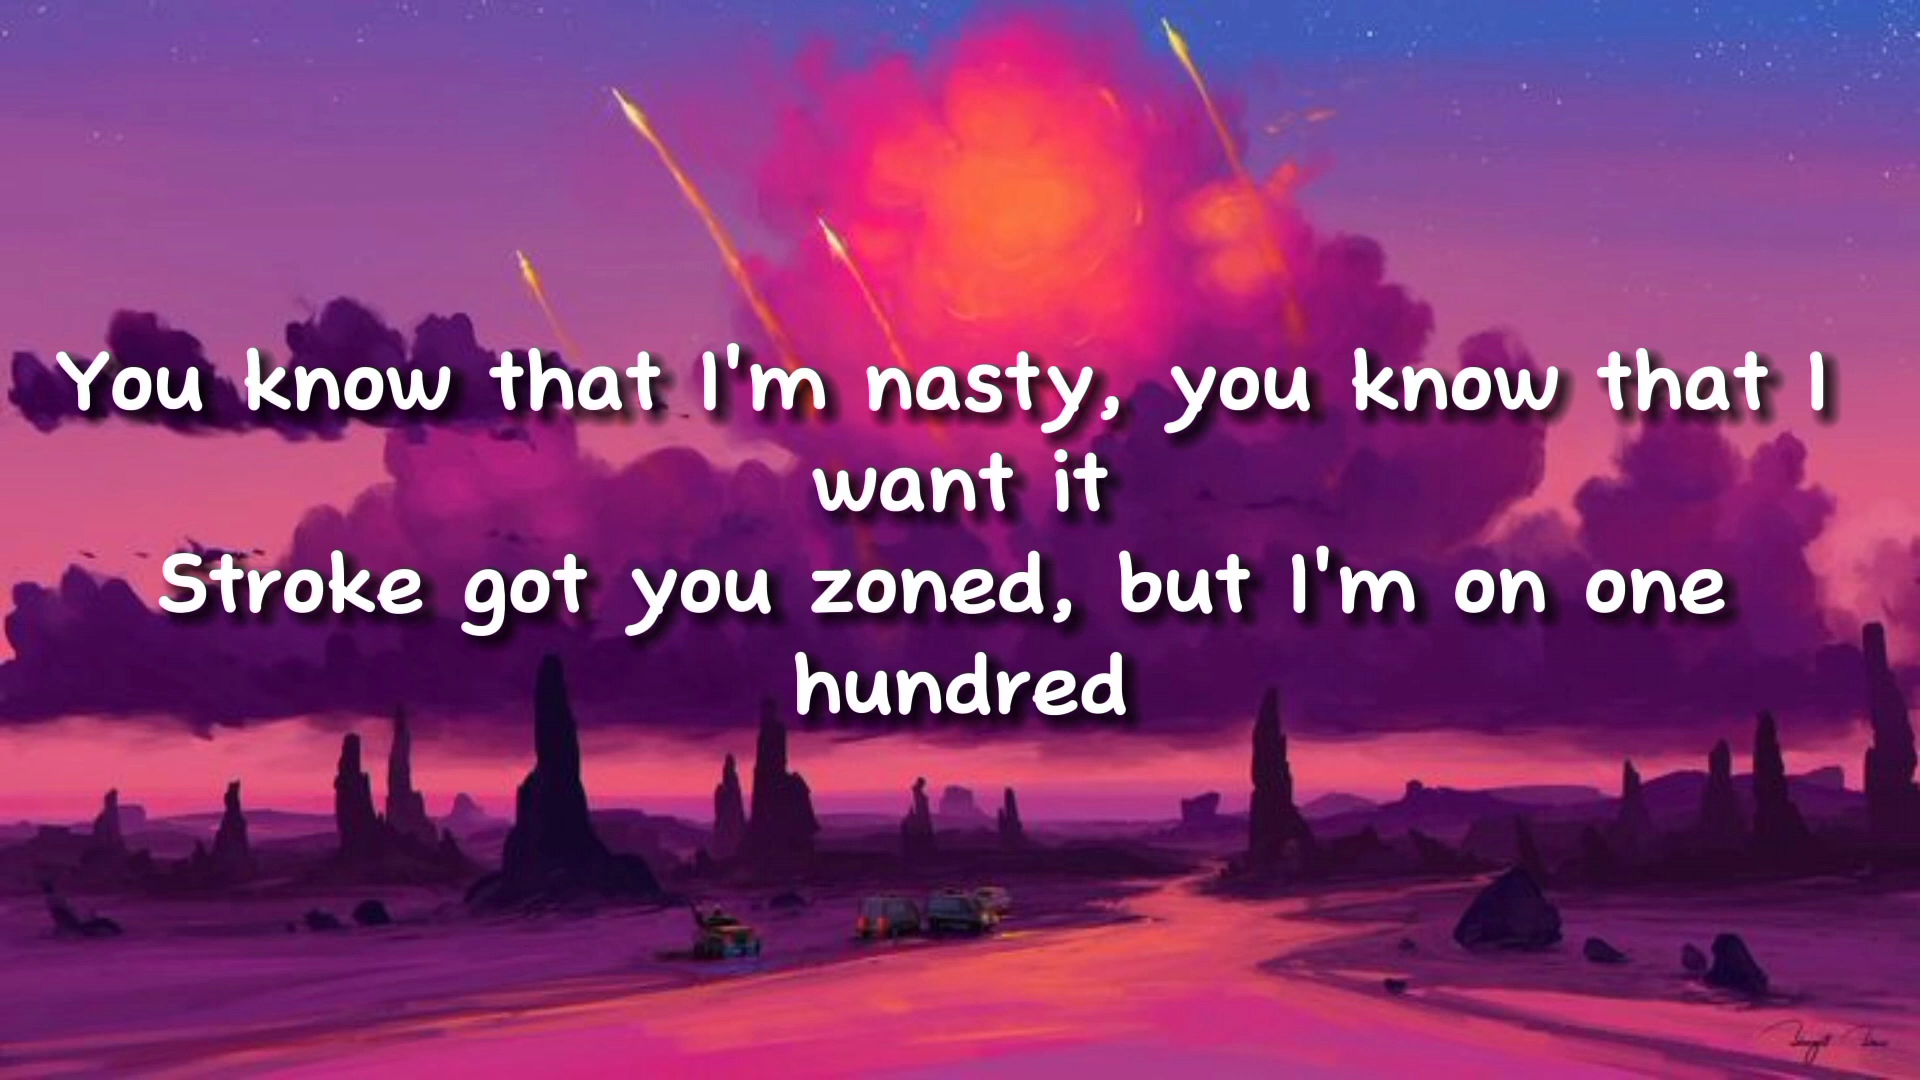 You know that I'm nasty, you know that I
want it
Stroke got you zoned, but I'm on one
hundred